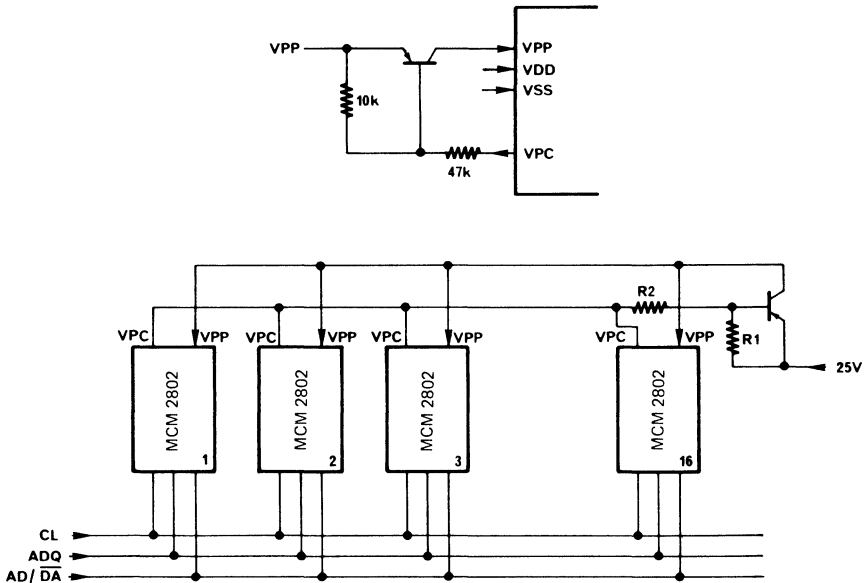 VPP
VPP
VDD
VSS
10k
VPC
47k
R2
VPC
VPP
VPC
VPP
VPC
VPP
VPC
VPP
R1
25V
MCM 2802
MCM 2802
MCM 2802
MCM 2802
1
2
3
16
CL
ADQ
AD/ DA